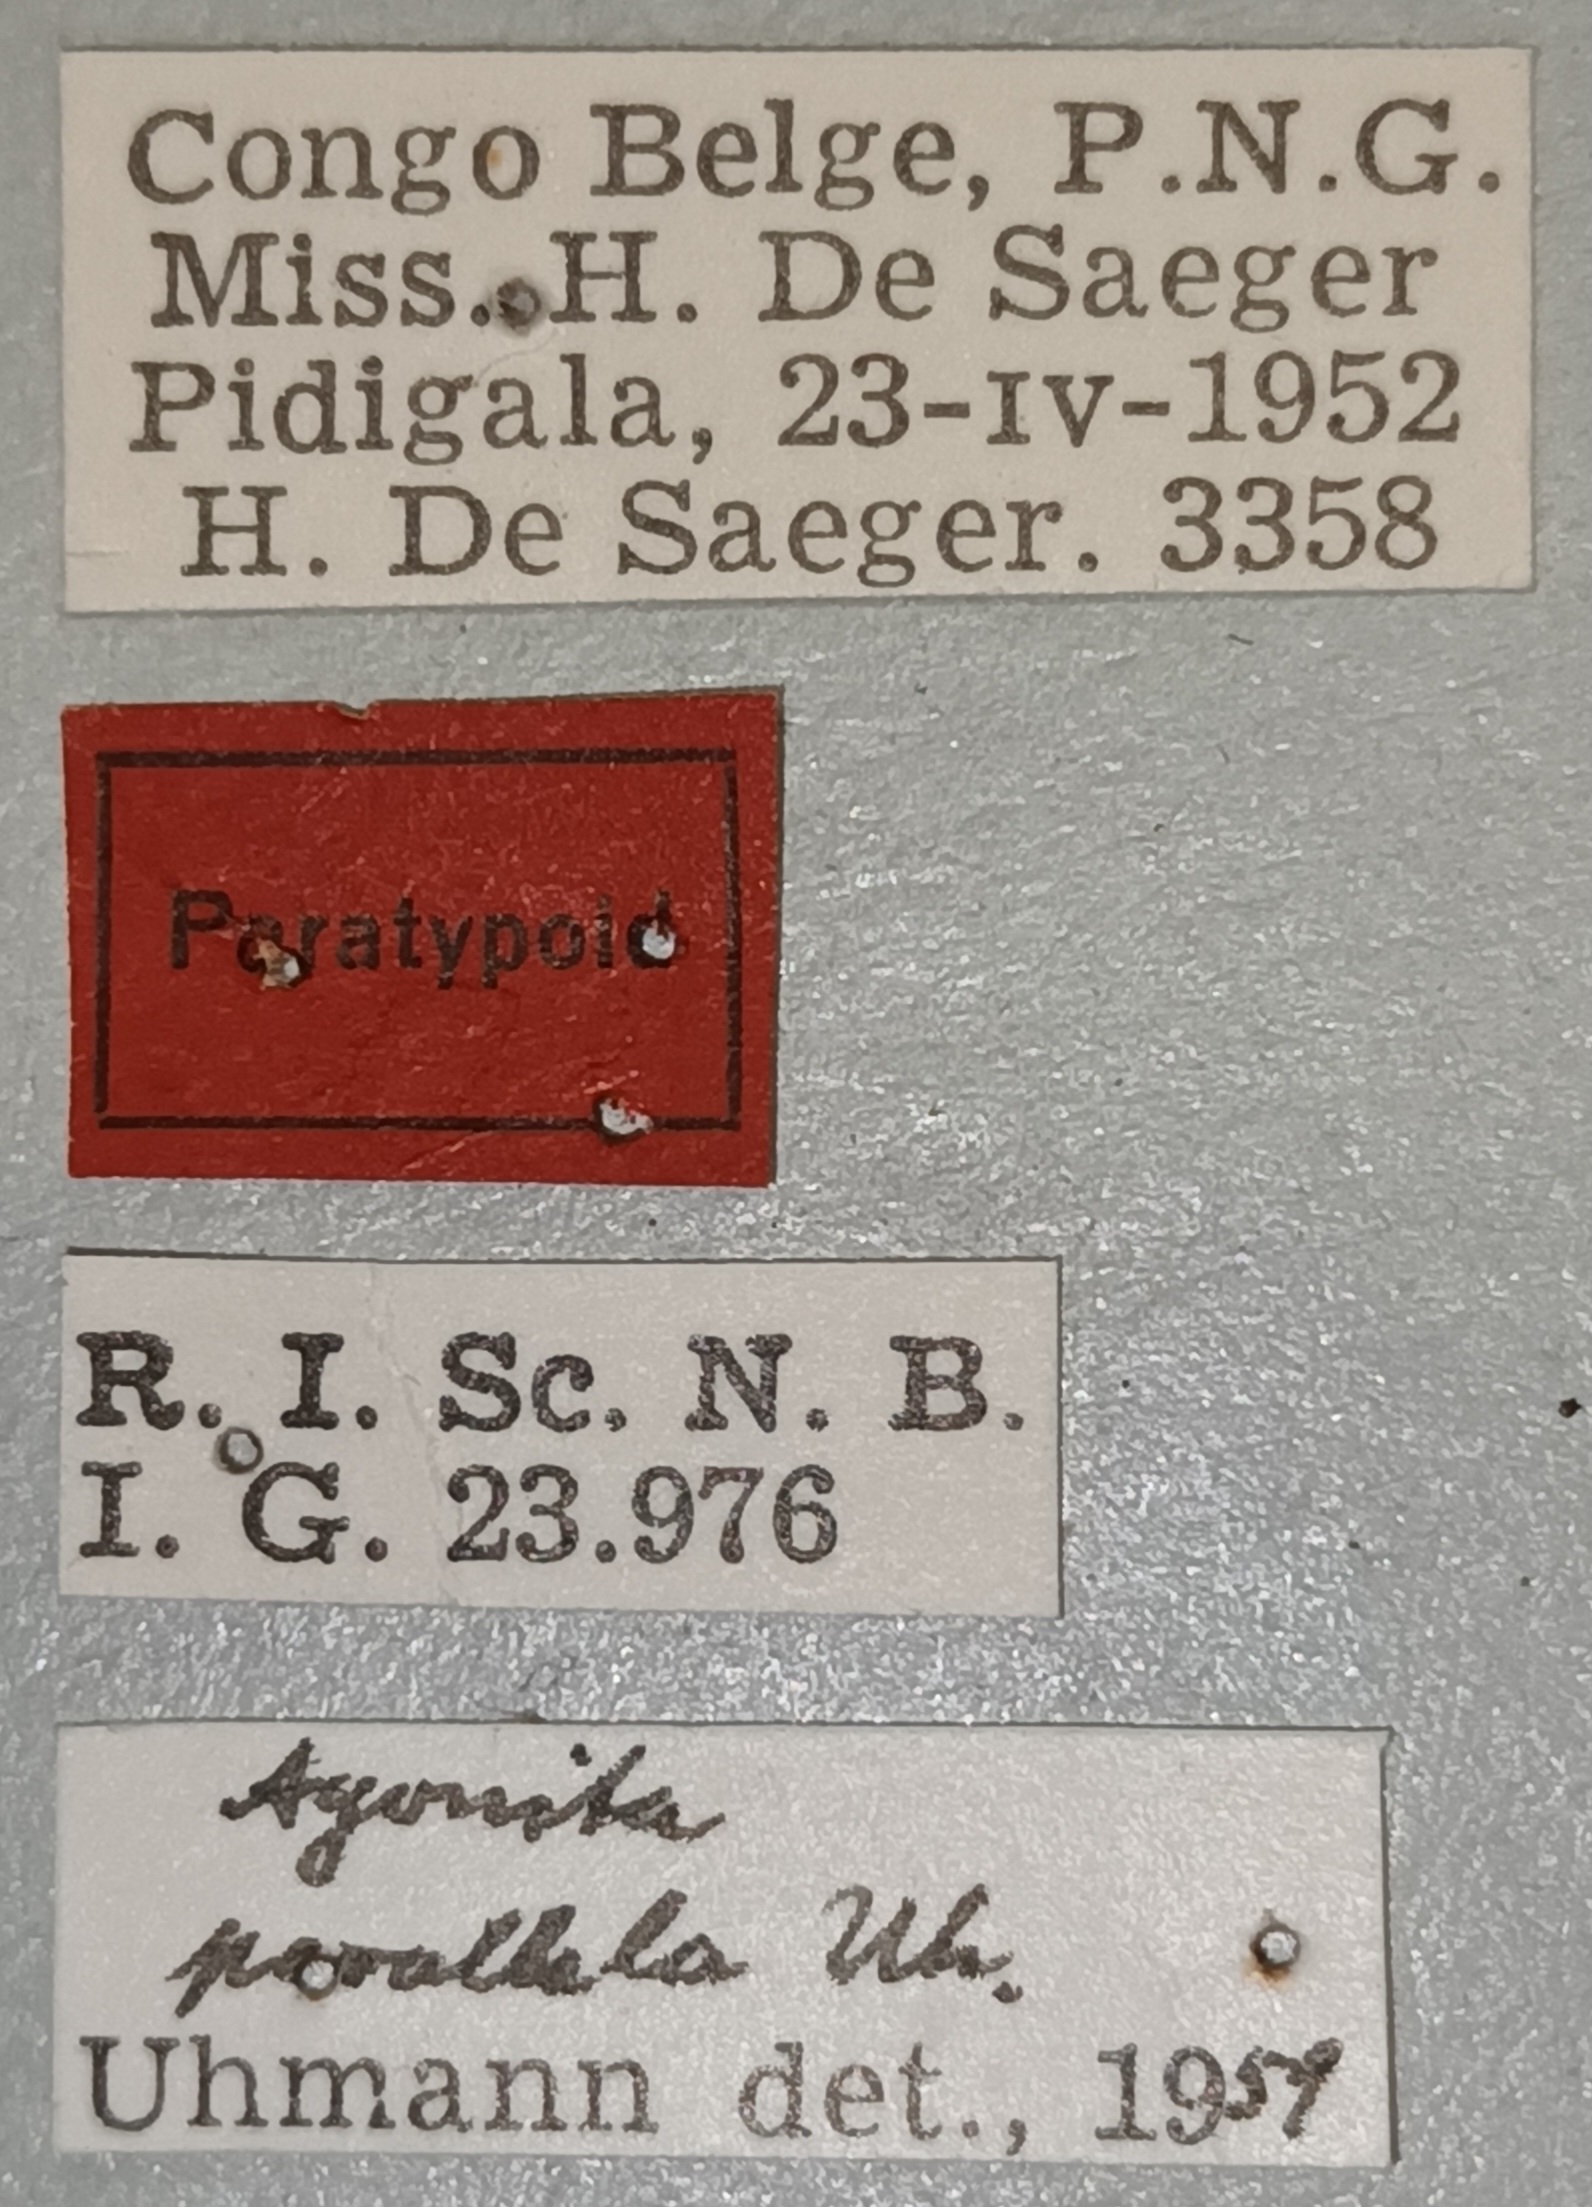 Congo Belge, P.N.G.
Miss. H. De Saeger
Pidigala, 23-IV-1952
H. De Saeger. 3358
Paratypoid
R. I. Sc. N. B.
I. G. 23.976
Agonita
parallela Uh.
Uhmann det., 1959